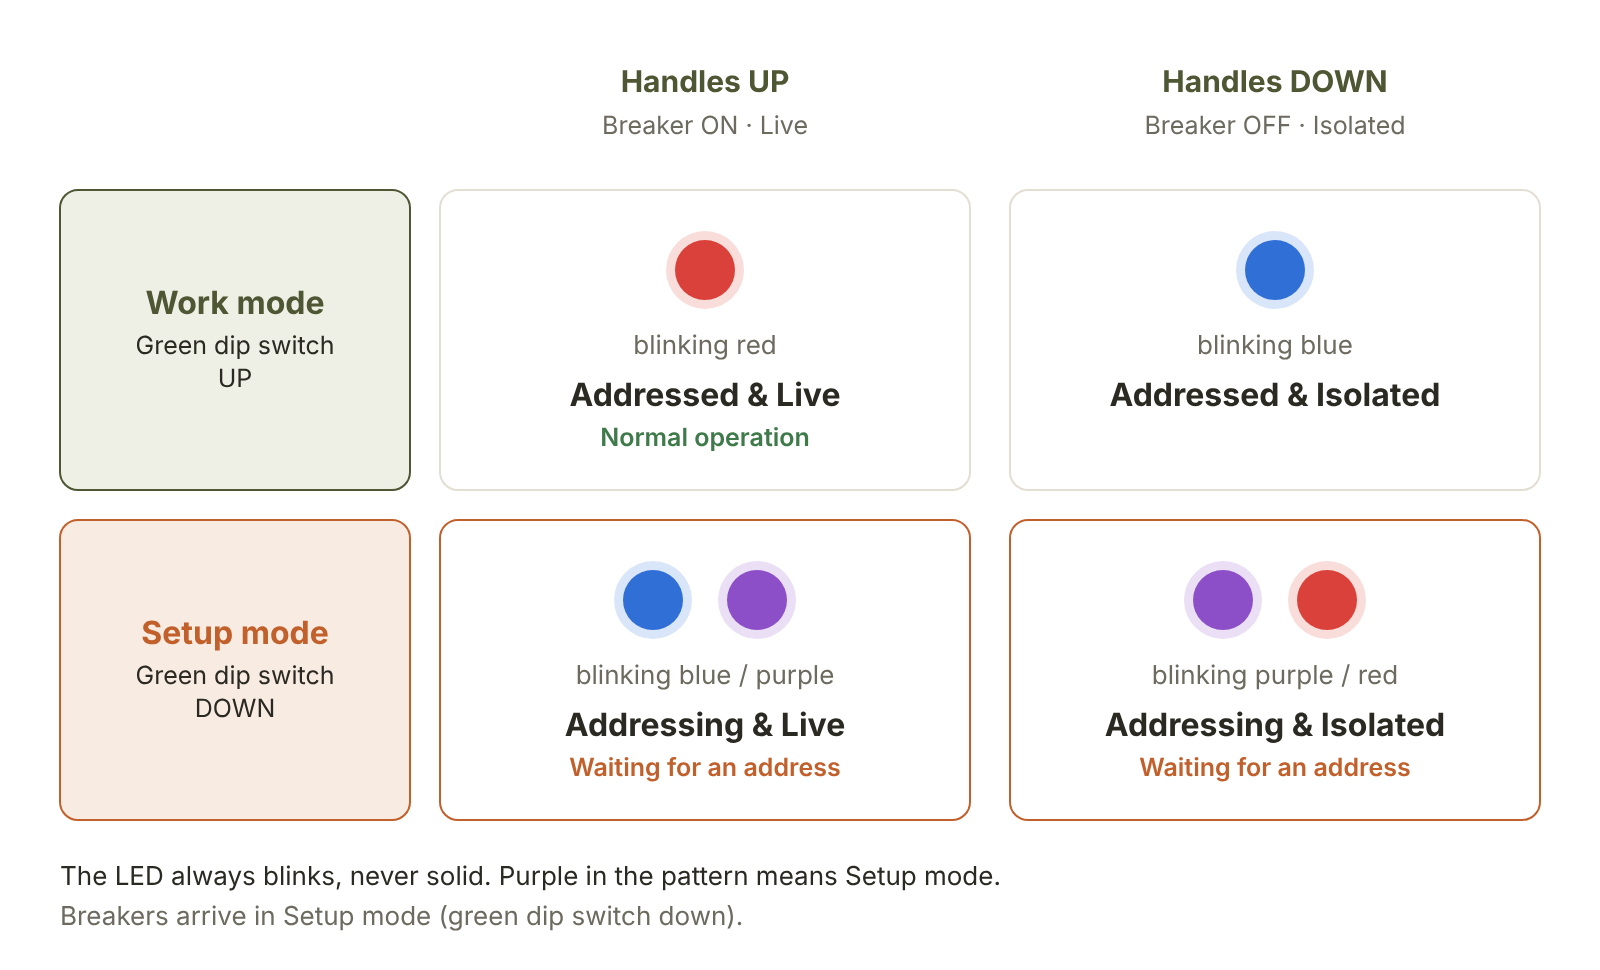 Handles UP
Breaker ON · Live
Handles DOWN
Breaker OFF · Isolated
Work mode
Green dip switch
UP
blinking red
Addressed & Live
Normal operation
blinking blue
Addressed & Isolated
Setup mode
Green dip switch
DOWN
blinking blue / purple
Addressing & Live
Waiting for an address
blinking purple / red
Addressing & Isolated
Waiting for an address
The LED always blinks, never solid. Purple in the pattern means Setup mode.
Breakers arrive in Setup mode (green dip switch down).